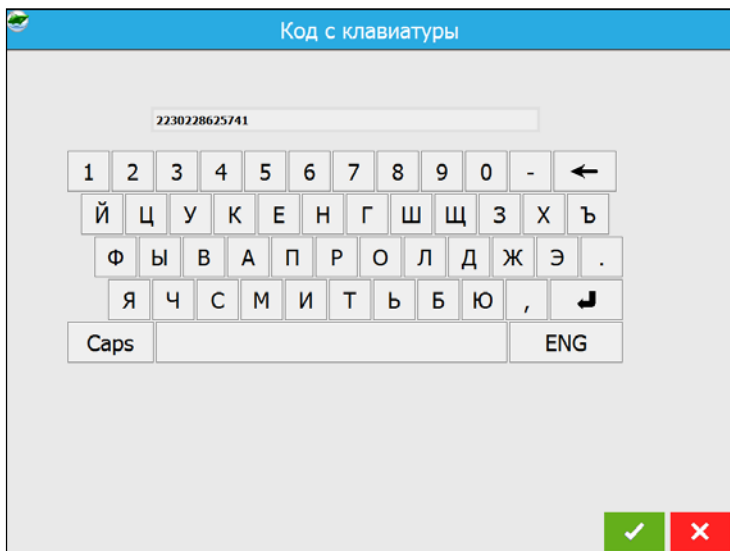 Код с клавиатуры
2230228625741
1 2 3 4 5 6 7 8 9 0 - ←
Й Ц У К Е Н Г Ш Щ З Х Ъ
Ф Ы В А П Р О Л Д Ж Э .
Я Ч С М И Т Ь Б Ю ,
Caps ENG